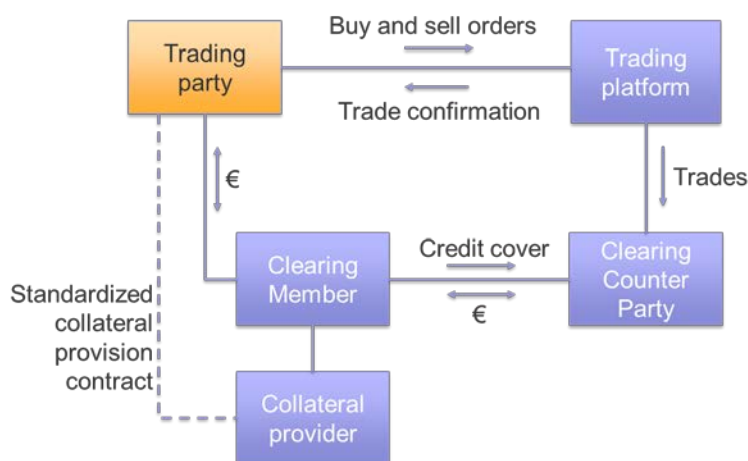 Buy and sell orders
Trading
party
Trading
platform
Trade confirmation
€
Trades
Clearing
Member
Credit cover
€
Clearing
Counter
Party
Standardized
collateral
provision
contract
Collateral
provider